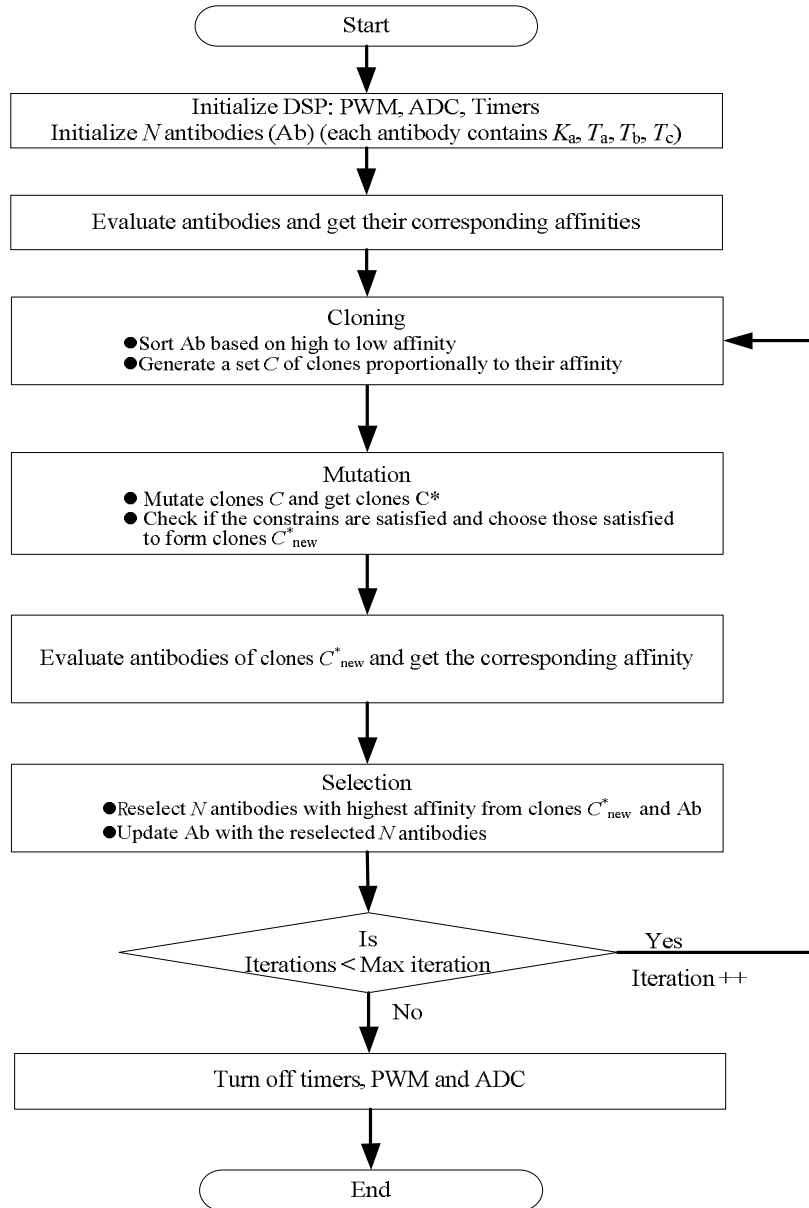 Start
Initialize DSP: PWM, ADC, Timers
Initialize N antibodies (Ab) (each antibody contains Ka, Ta, Tb, Tc)
Evaluate antibodies and get their corresponding affinities
Cloning
●Sort Ab based on high to low affinity
●Generate a set C of clones proportionally to their affinity
Mutation
● Mutate clones C and get clones C*
● Check if the constrains are satisfied and choose those satisfied
to form clones C*new
Evaluate antibodies of clones C*new and get the corresponding affinity
Selection
●Reselect N antibodies with highest affinity from clones C*new and Ab
●Update Ab with the reselected N antibodies
Is
Iterations < Max iteration
Yes
Iteration ++
No
Turn off timers, PWM and ADC
End